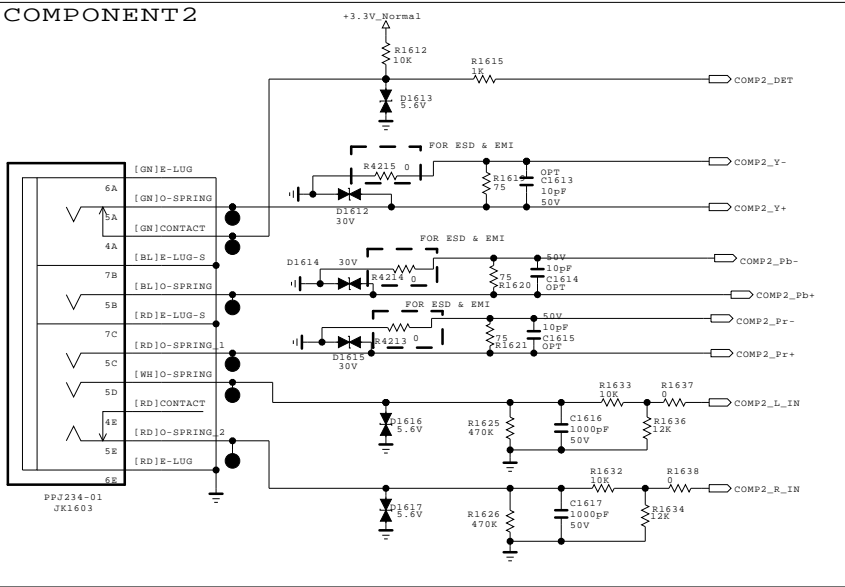 COMPONENT2
+3.3V_Normal
R1612
10K
R1615
1K
COMP2_DET
D1613
5.6V
FOR ESD & EMI
R4215 0
OPT
C1613
10pF
50V
R1619
75
COMP2_Y-
COMP2_Y+
D1612
30V
[GN]E-LUG
6A
[GN]O-SPRING
5A
[GN]CONTACT
4A
[BL]E-LUG-S
7B
[BL]O-SPRING
5B
[RD]E-LUG-S
7C
[RD]O-SPRING_1
5C
[WH]O-SPRING
5D
[RD]CONTACT
4E
[RD]O-SPRING_2
5E
[RD]E-LUG
6E
PPJ234-01
JK1603
FOR ESD & EMI
D1614 30V
R4214 0
50V
10pF
C1614
OPT
75
R1620
COMP2_Pb-
COMP2_Pb+
FOR ESD & EMI
R4213 0
D1615
30V
50V
10pF
C1615
OPT
75
R1621
COMP2_Pr-
COMP2_Pr+
D1616
5.6V
R1625
470K
C1616
1000pF
50V
R1633
10K
R1637
0
R1636
12K
COMP2_L_IN
D1617
5.6V
R1626
470K
C1617
1000pF
50V
R1632
10K
R1638
0
R1634
12K
COMP2_R_IN